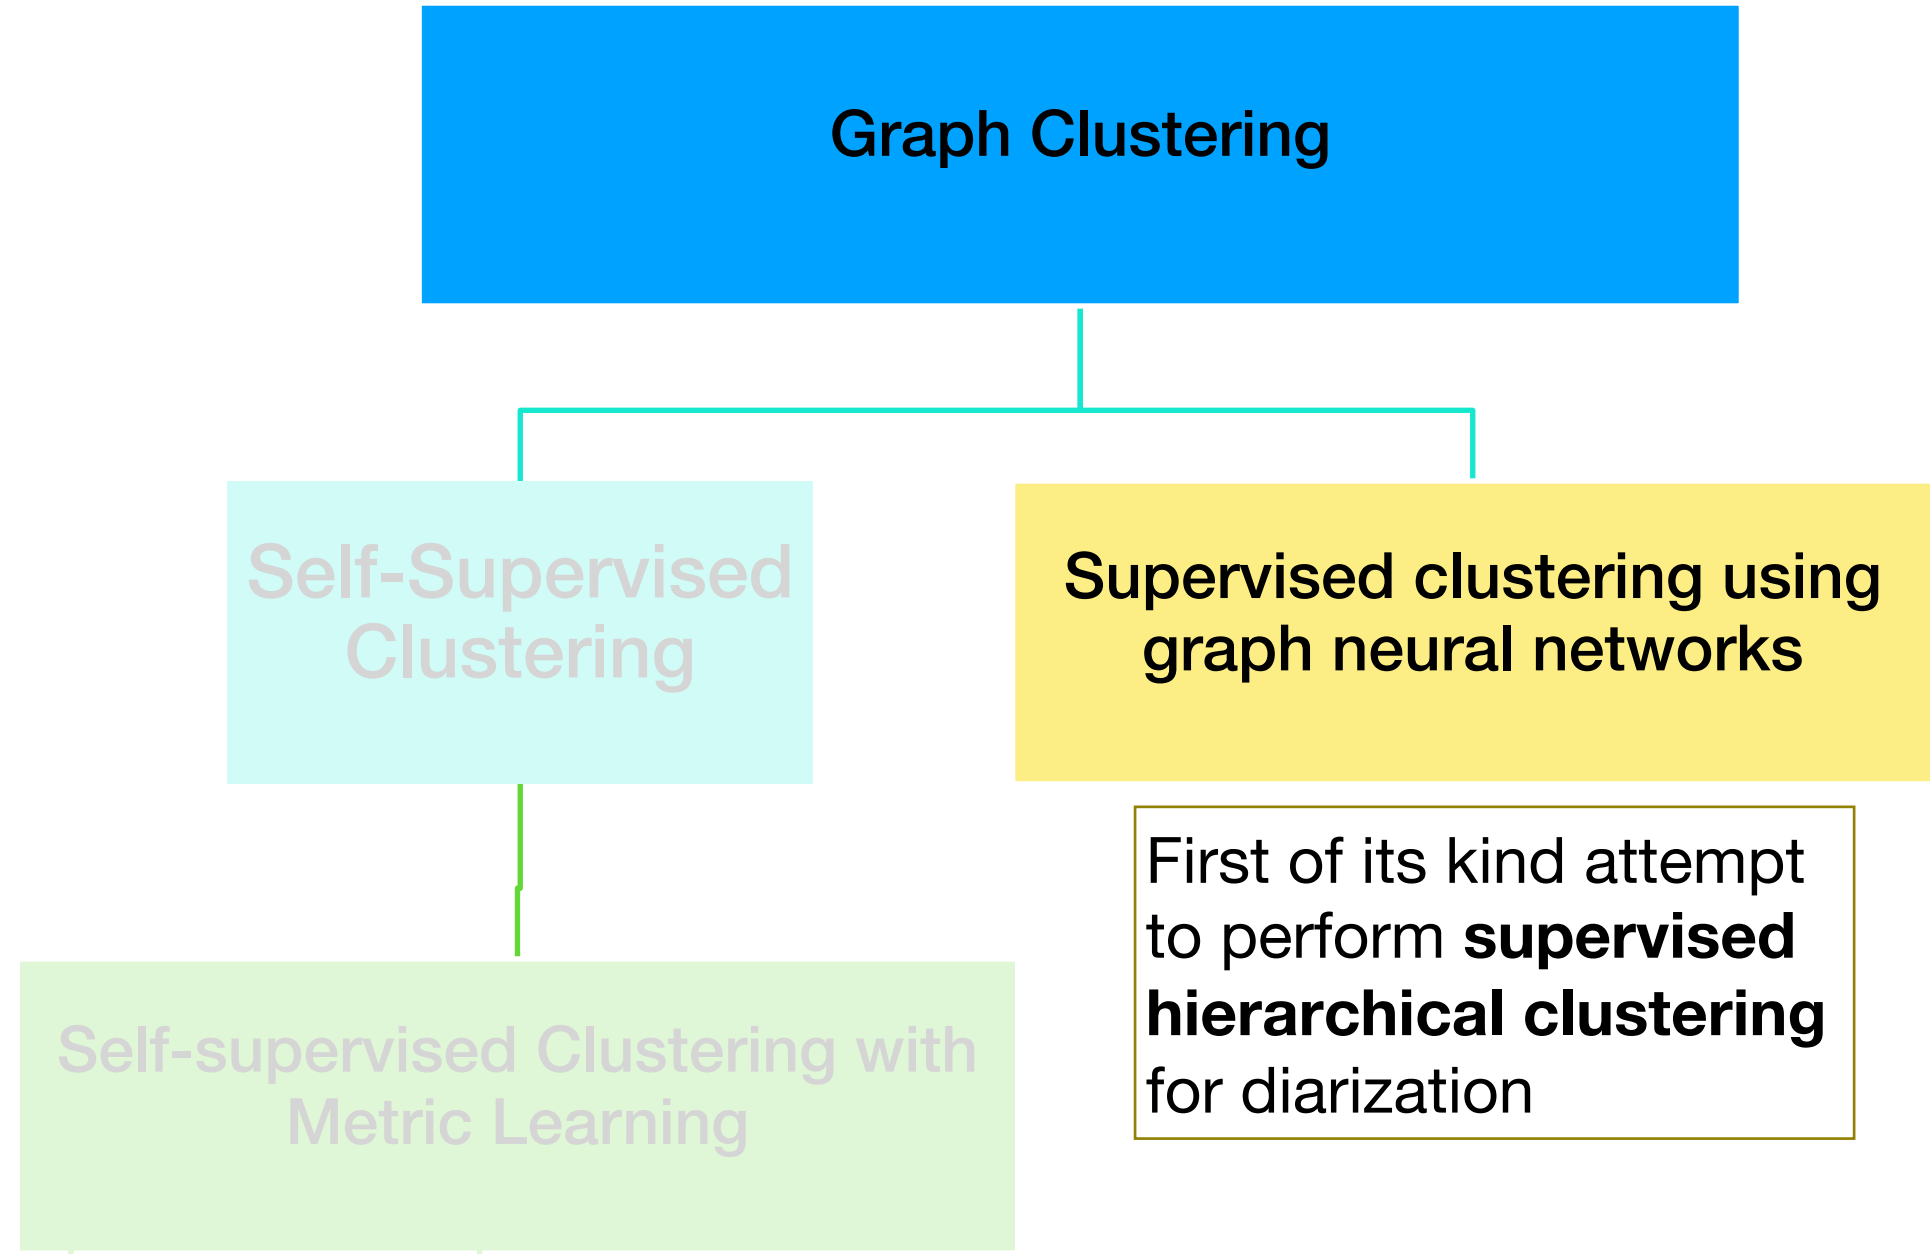 Graph Clustering
Self-Supervised
Clustering
Supervised clustering using
graph neural networks
First of its kind attempt
to perform supervised
hierarchical clustering
for diarization
Self-supervised Clustering with
Metric Learning